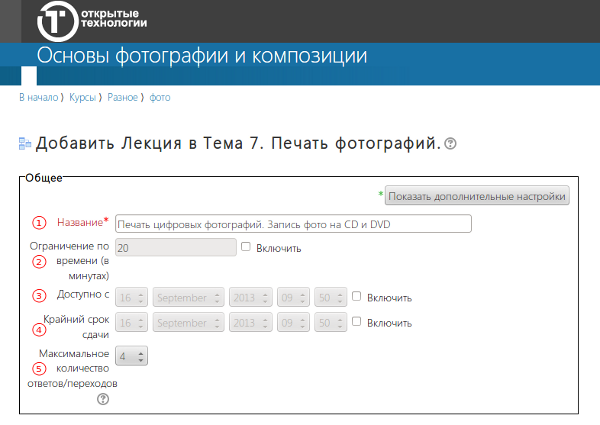 открытые
технологии
Основы фотографии и композиции
В начало ⟩ Курсы ⟩ Разное ⟩ фото
Добавить Лекция в Тема 7. Печать фотографий. ?
Общее
* Показать дополнительные настройки
1 Название* Печать цифровых фотографий. Запись фото на CD и DVD
Ограничение по
2 времени (в
минутах)
20 Включить
3 Доступно с 16 September 2013 09 50 Включить
Крайний срок
4 сдачи
16 September 2013 09 50 Включить
Максимальное
5 количество
ответов/переходов
?
4